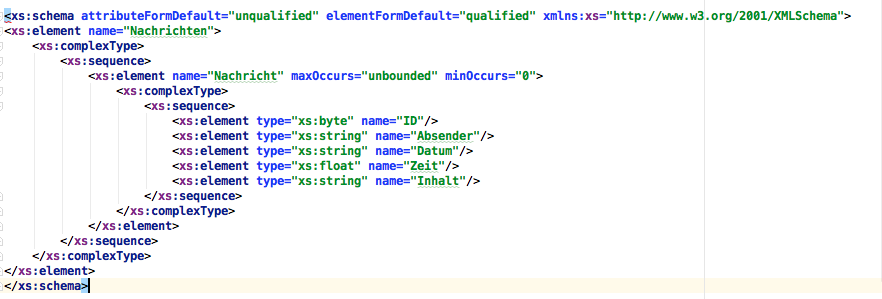 <xs:schema attributeFormDefault="unqualified" elementFormDefault="qualified" xmlns:xs="http://www.w3.org/2001/XMLSchema">
<xs:element name="Nachrichten">
<xs:complexType>
<xs:sequence>
<xs:element name="Nachricht" maxOccurs="unbounded" minOccurs="0">
<xs:complexType>
<xs:sequence>
<xs:element type="xs:byte" name="ID"/>
<xs:element type="xs:string" name="Absender"/>
<xs:element type="xs:string" name="Datum"/>
<xs:element type="xs:float" name="Zeit"/>
<xs:element type="xs:string" name="Inhalt"/>
</xs:sequence>
</xs:complexType>
</xs:element>
</xs:sequence>
</xs:complexType>
</xs:element>
</xs:schema>